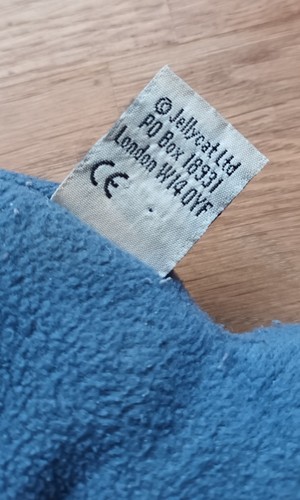 © Jellycat Ltd
PO Box 18931
London W14 0YF
CE